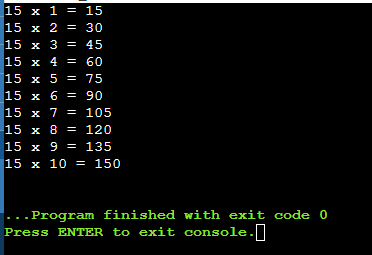 15 x 1 = 15
15 x 2 = 30
15 x 3 = 45
15 x 4 = 60
15 x 5 = 75
15 x 6 = 90
15 x 7 = 105
15 x 8 = 120
15 x 9 = 135
15 x 10 = 150
...Program finished with exit code 0
Press ENTER to exit console.